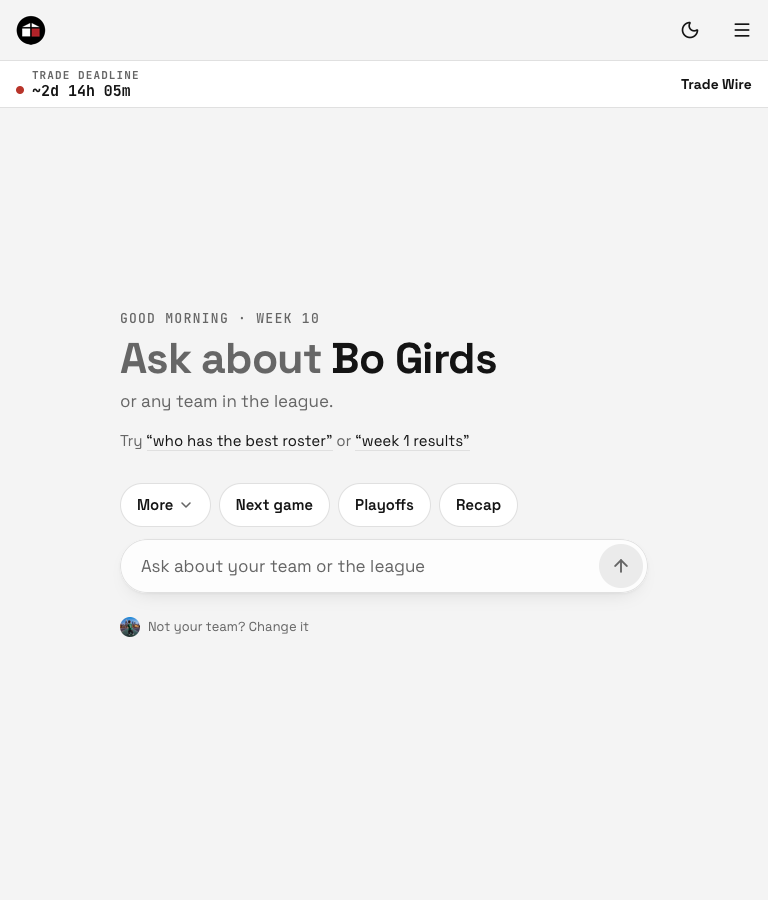 TRADE DEADLINE
~2d 14h 05m
Trade Wire
GOOD MORNING · WEEK 10
Ask about Bo Girds
or any team in the league.
Try “who has the best roster” or “week 1 results”
More Next game Playoffs Recap
Ask about your team or the league
Not your team? Change it